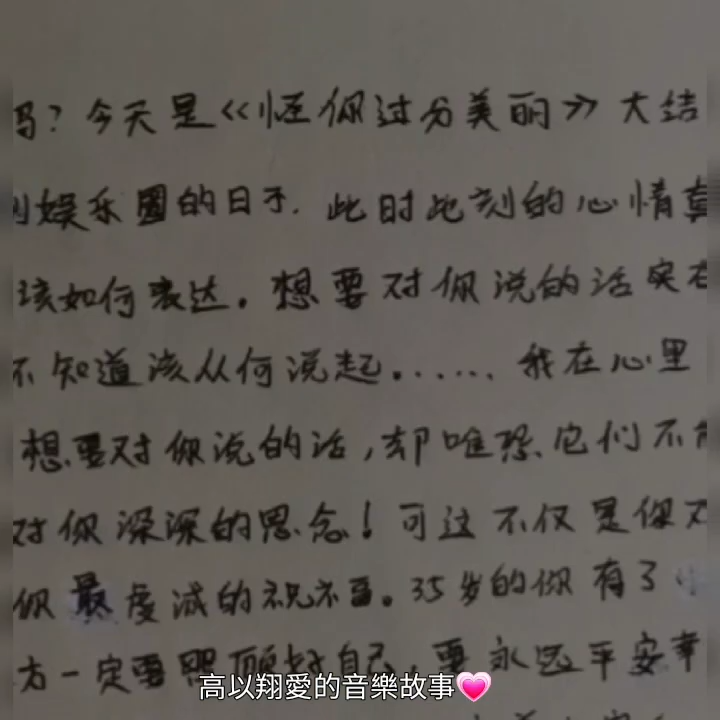 吗？今天是《怪你过分美丽》大结
别娱乐圈的日子，此时此刻的心情真
该如何表达。想要对你说的话实在
不知道该从何说起……我在心里
想要对你说的话，却唯恐它们不能
对你深深的思念！可这不仅是你
你最虔诚的祝福。35岁的你有了
方一定要照顾好自己，要永远平安幸
高以翔愛的音樂故事💗